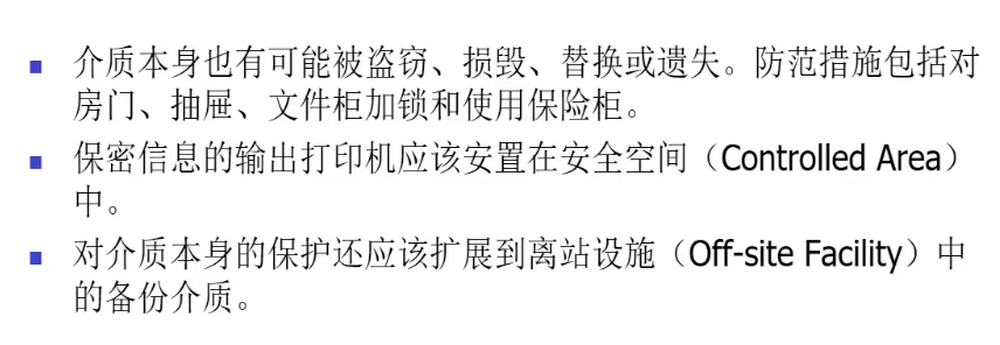 介质本身也有可能被盗窃、损毁、替换或遗失。防范措施包括对
房门、抽屉、文件柜加锁和使用保险柜。
保密信息的输出打印机应该安置在安全空间（Controlled Area）
中。
对介质本身的保护还应该扩展到离站设施（Off-site Facility）中
的备份介质。